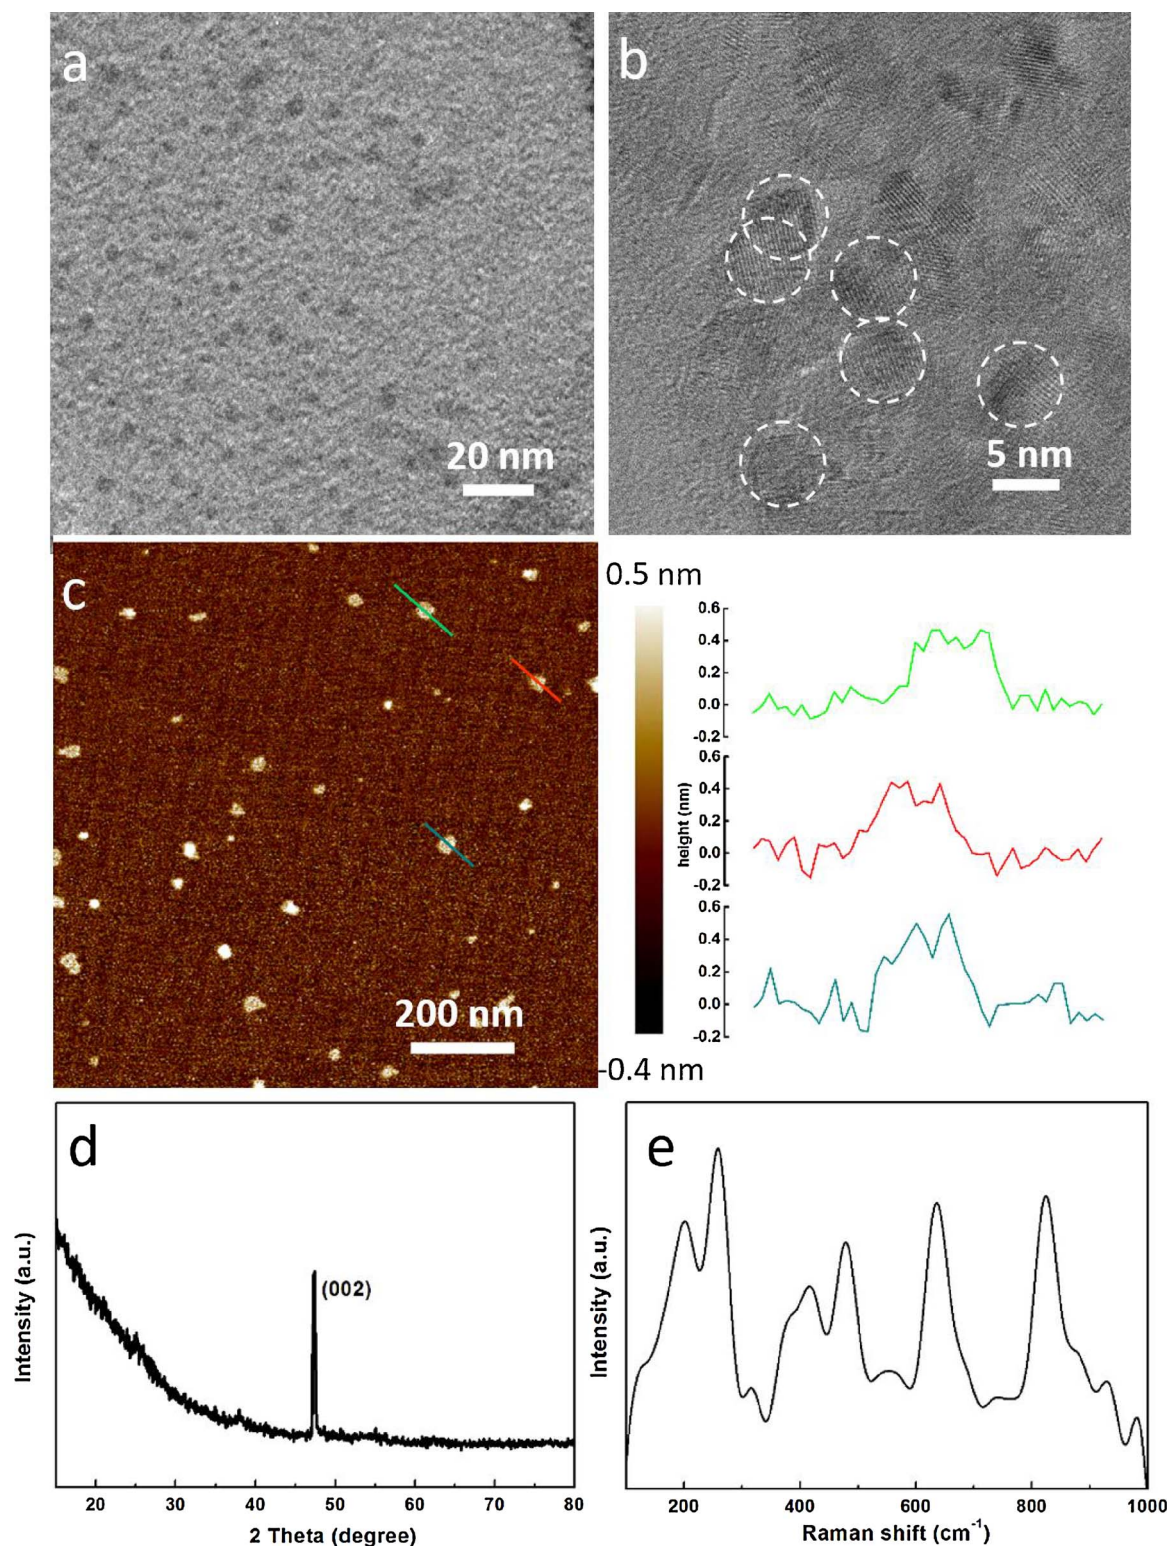 a
b
20 nm
5 nm
c
0.5 nm
200 nm
-0.4 nm
0.6
0.4
0.2
0.0
-0.2
0.6
0.4
0.2
0.0
-0.2
0.6
0.4
0.2
0.0
-0.2
height (nm)
d
(002)
Intensity (a.u.)
20 30 40 50 60 70 80
2 Theta (degree)
e
Intensity (a.u.)
200 400 600 800 1000
Raman shift (cm⁻¹)